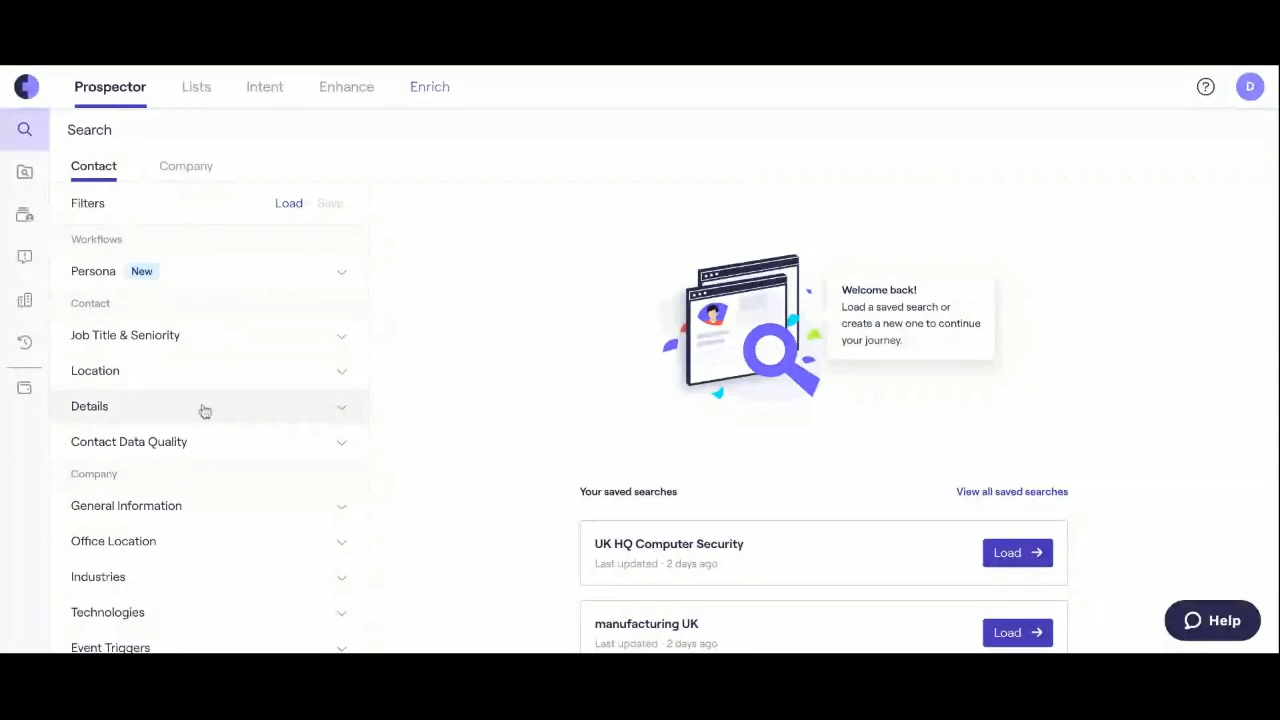 Prospector
Lists
Intent
Enhance
Enrich
D
Search
Contact
Company
Filters
Load
Save
Workflows
Persona
New
Contact
Job Title & Seniority
Location
Details
Contact Data Quality
Company
General Information
Office Location
Industries
Technologies
Event Triggers
Welcome back!
Load a saved search or
create a new one to continue
your journey.
Your saved searches
View all saved searches
UK HQ Computer Security
Last updated · 2 days ago
Load
manufacturing UK
Last updated · 2 days ago
Load
Help